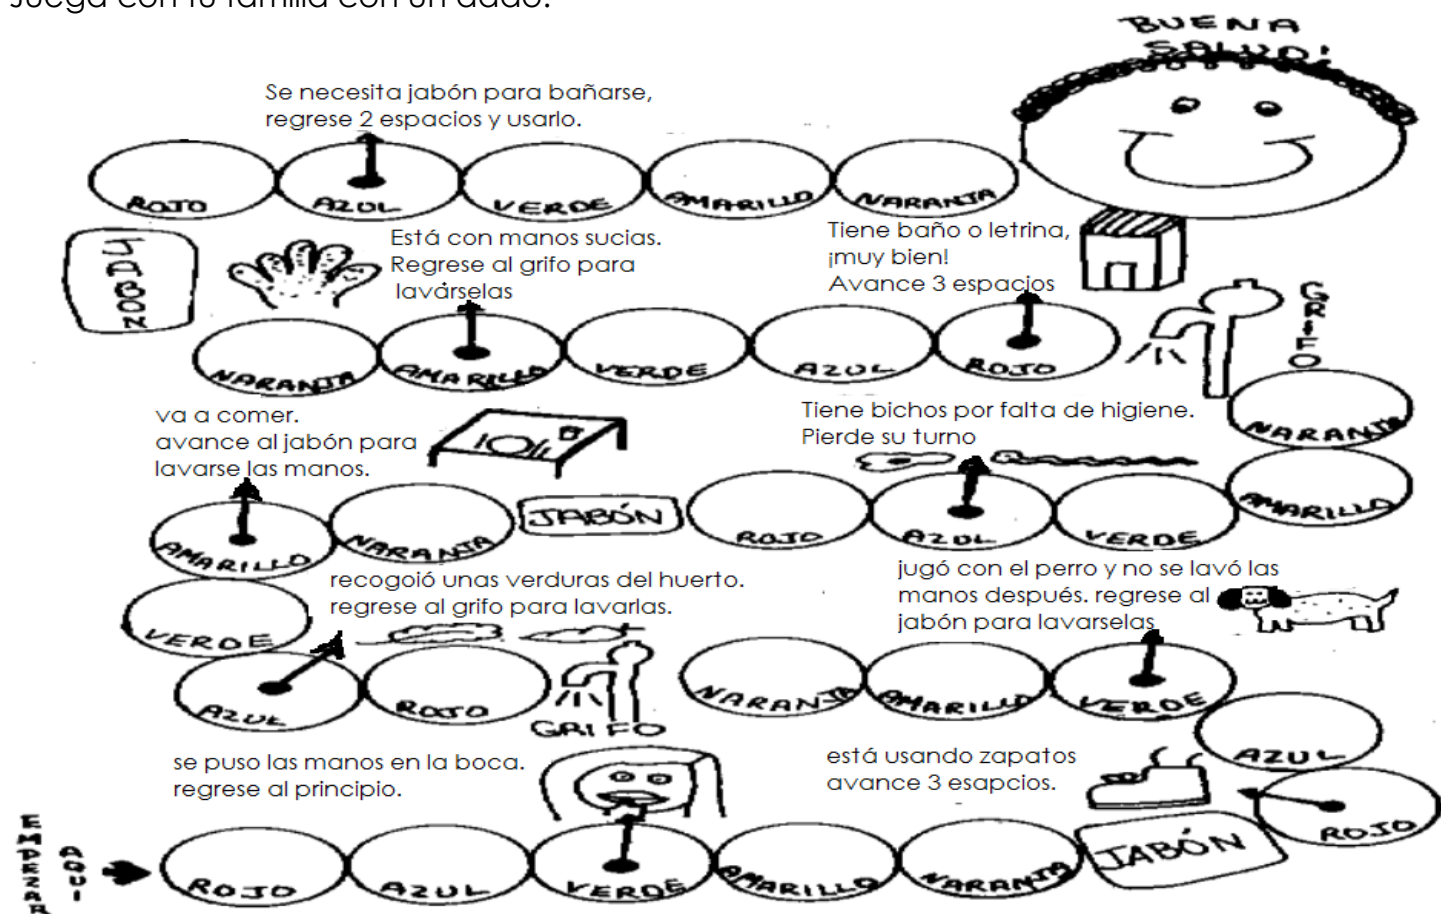 Juega con tu familia con un dado.
BUENA
SALUD!
Se necesita jabón para bañarse,
regrese 2 espacios y usarlo.
ROJO AZUL VERDE AMARILLO NARANJA
JABÓN
Está con manos sucias.
Regrese al grifo para
lavárselas
Tiene baño o letrina,
¡muy bien!
Avance 3 espacios
GRIFO
NARANJA AMARILLO VERDE AZUL ROJO
NARANJA
va a comer.
avance al jabón para
lavarse las manos.
Tiene bichos por falta de higiene.
Pierde su turno
AMARILLO
AMARILLO NARANJA JABÓN ROJO AZUL VERDE
recogoió unas verduras del huerto.
regrese al grifo para lavarlas.
jugó con el perro y no se lavó las
manos después. regrese al
jabón para lavarselas
VERDE
AZUL ROJO GRIFO NARANJA AMARILLO VERDE
AZUL
se puso las manos en la boca.
regrese al principio.
está usando zapatos
avance 3 esapcios.
ROJO
EMPEZAR
AQUI
ROJO AZUL VERDE AMARILLO NARANJA JABÓN